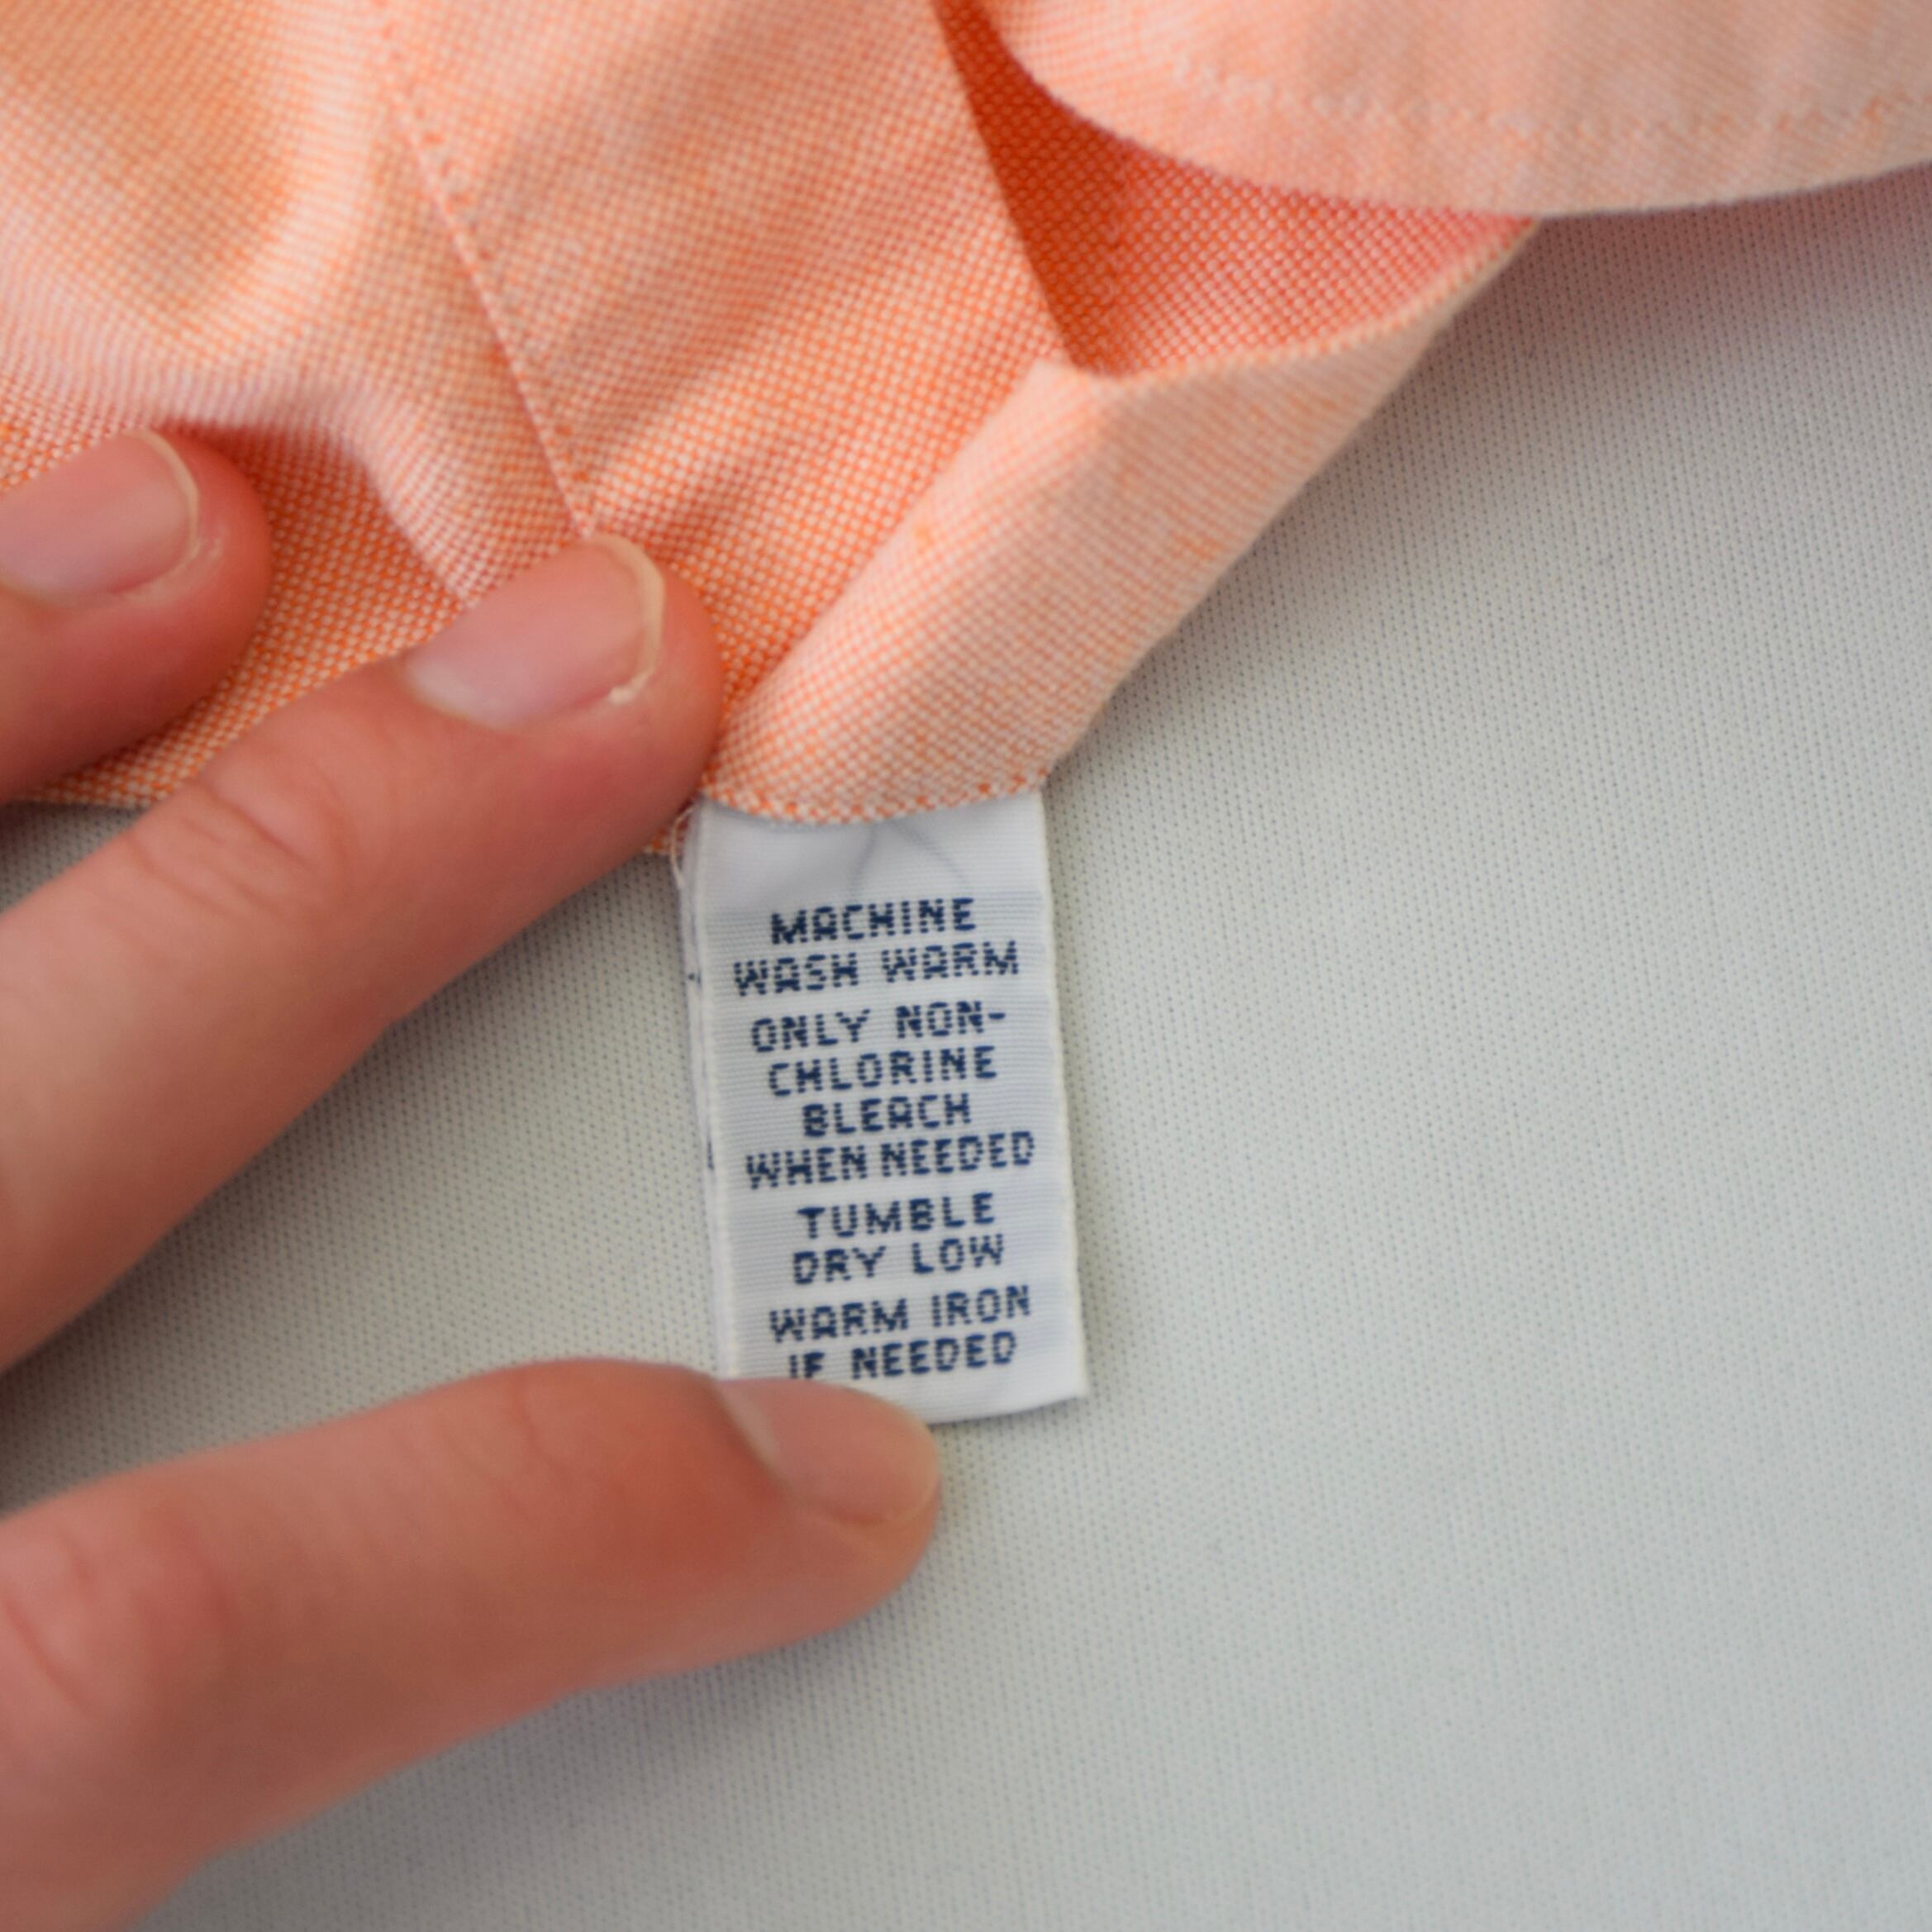 MACHINE
WASH WARM
ONLY NON-
CHLORINE
BLEACH
WHEN NEEDED
TUMBLE
DRY LOW
WARM IRON
IF NEEDED